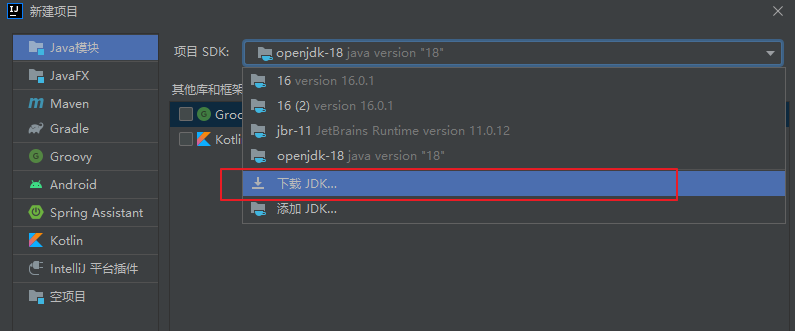 IJ 新建项目
Java模块
JavaFX
Maven
Gradle
Groovy
Android
Spring Assistant
Kotlin
IntelliJ 平台插件
空项目
项目 SDK: openjdk-18 java version "18"
其他库和框架
Groo
Kotli
16 version 16.0.1
16 (2) version 16.0.1
jbr-11 JetBrains Runtime version 11.0.12
openjdk-18 java version "18"
下载 JDK...
添加 JDK...